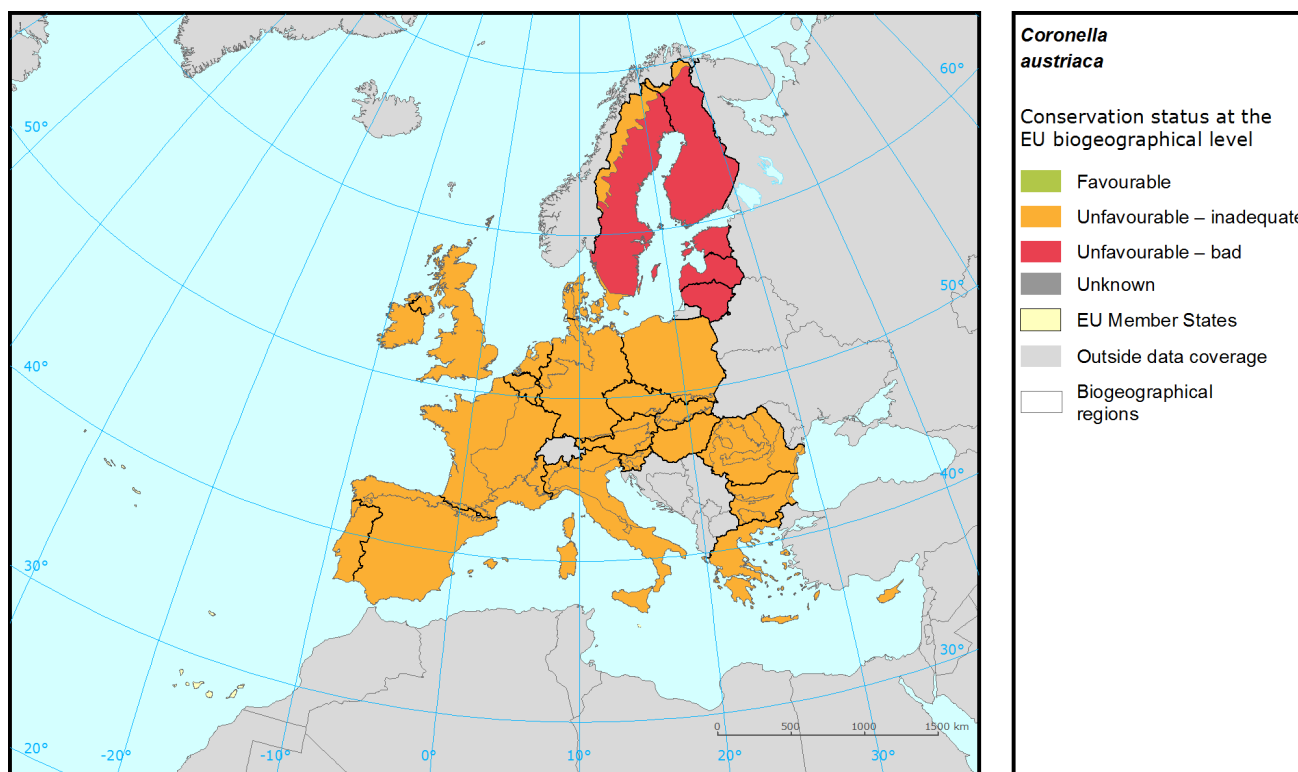 Coronella
austriaca
Conservation status at the
EU biogeographical level
Favourable
Unfavourable – inadequate
Unfavourable – bad
Unknown
EU Member States
Outside data coverage
Biogeographical
regions
60°
50°
50°
40°
40°
30°
30°
20°
-20°
-10°
0°
10°
20°
30°
0 500 1000 1500 km